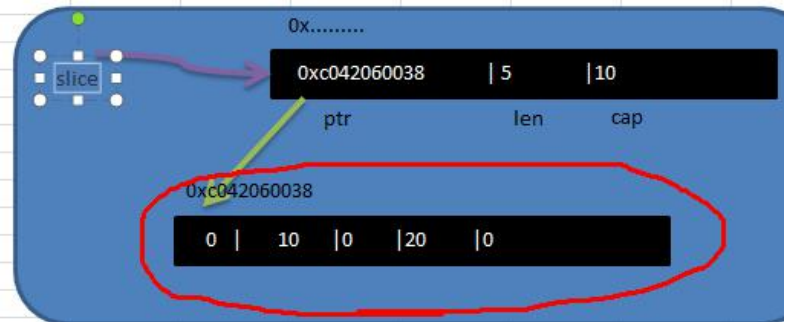 0x.........
slice
0xc042060038 |5 |10
ptr len cap
0xc042060038
0 | 10 |0 |20 |0